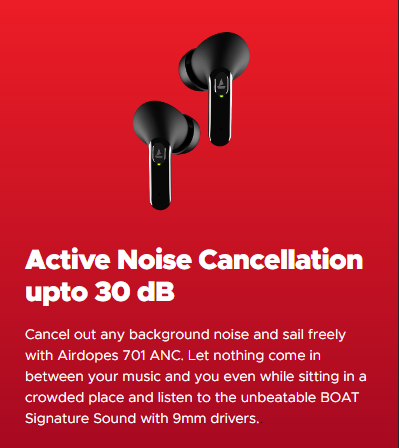 Active Noise Cancellation
upto 30 dB
Cancel out any background noise and sail freely
with Airdopes 701 ANC. Let nothing come in
between your music and you even while sitting in a
crowded place and listen to the unbeatable BOAT
Signature Sound with 9mm drivers.